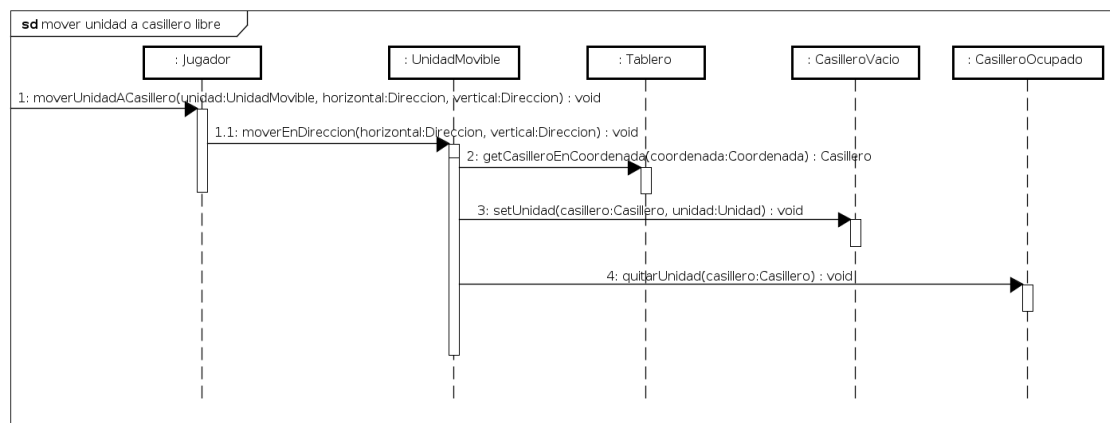 sd mover unidad a casillero libre
: Jugador
: UnidadMovible
: Tablero
: CasilleroVacio
: CasilleroOcupado
1: moverUnidadACasillero(unidad:UnidadMovible, horizontal:Direccion, vertical:Direccion) : void
1.1: moverEnDireccion(horizontal:Direccion, vertical:Direccion) : void
2: getCasilleroEnCoordenada(coordenada:Coordenada) : Casillero
3: setUnidad(casillero:Casillero, unidad:Unidad) : void
4: quitarUnidad(casillero:Casillero) : void